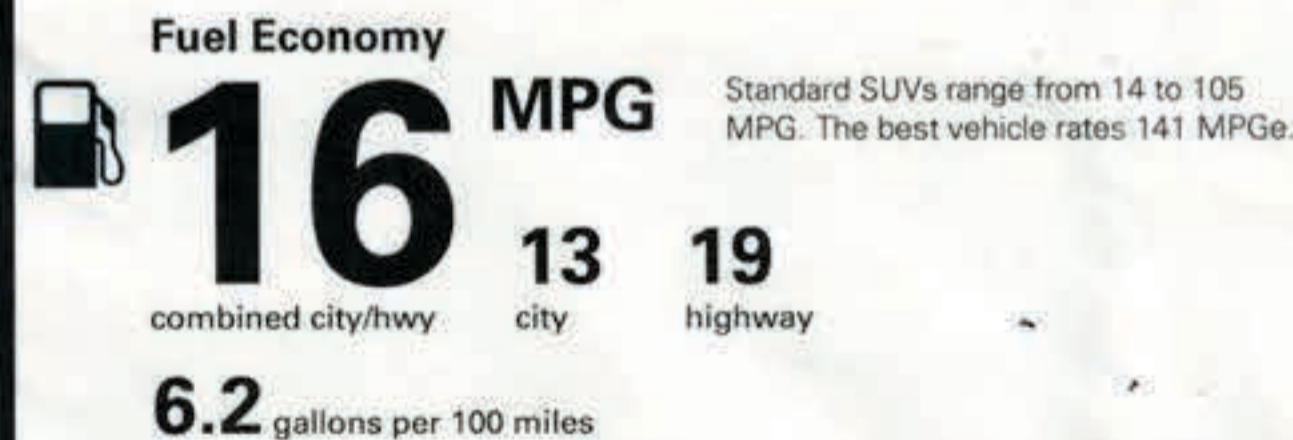 Fuel Economy
16 MPG
Standard SUVs range from 14 to 105
MPG. The best vehicle rates 141 MPGe.
13 19
combined city/hwy city highway
6.2 gallons per 100 miles